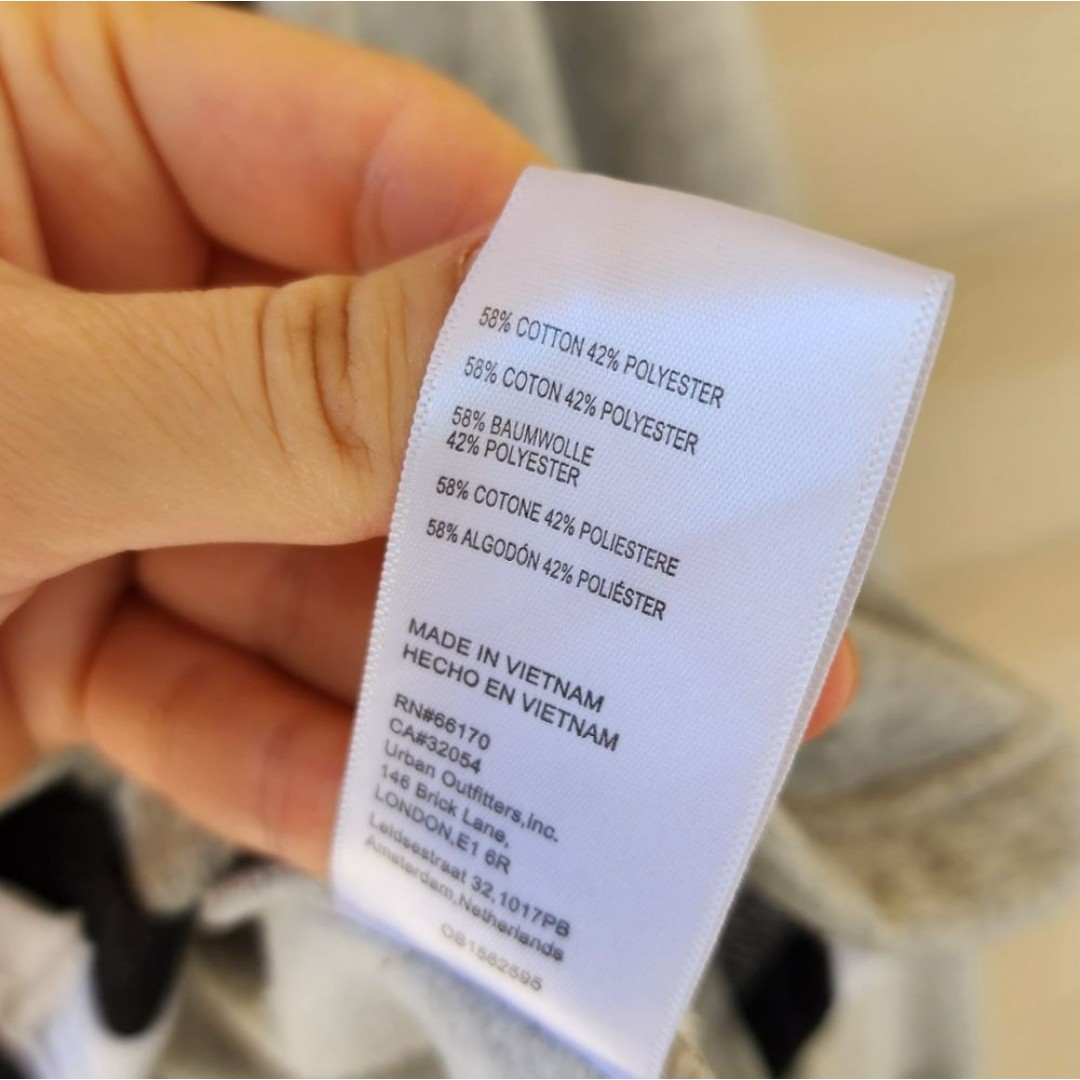 58% COTTON 42% POLYESTER
58% COTON 42% POLYESTER
58% BAUMWOLLE
42% POLYESTER
58% COTONE 42% POLIESTERE
58% ALGODÓN 42% POLIÉSTER
MADE IN VIETNAM
HECHO EN VIETNAM
RN#66170
CA#32054
Urban Outfitters,Inc.
146 Brick Lane,
LONDON,E1 6R
Leidsestraat 32,1017PB
Amsterdam,Netherlands
OB1562595